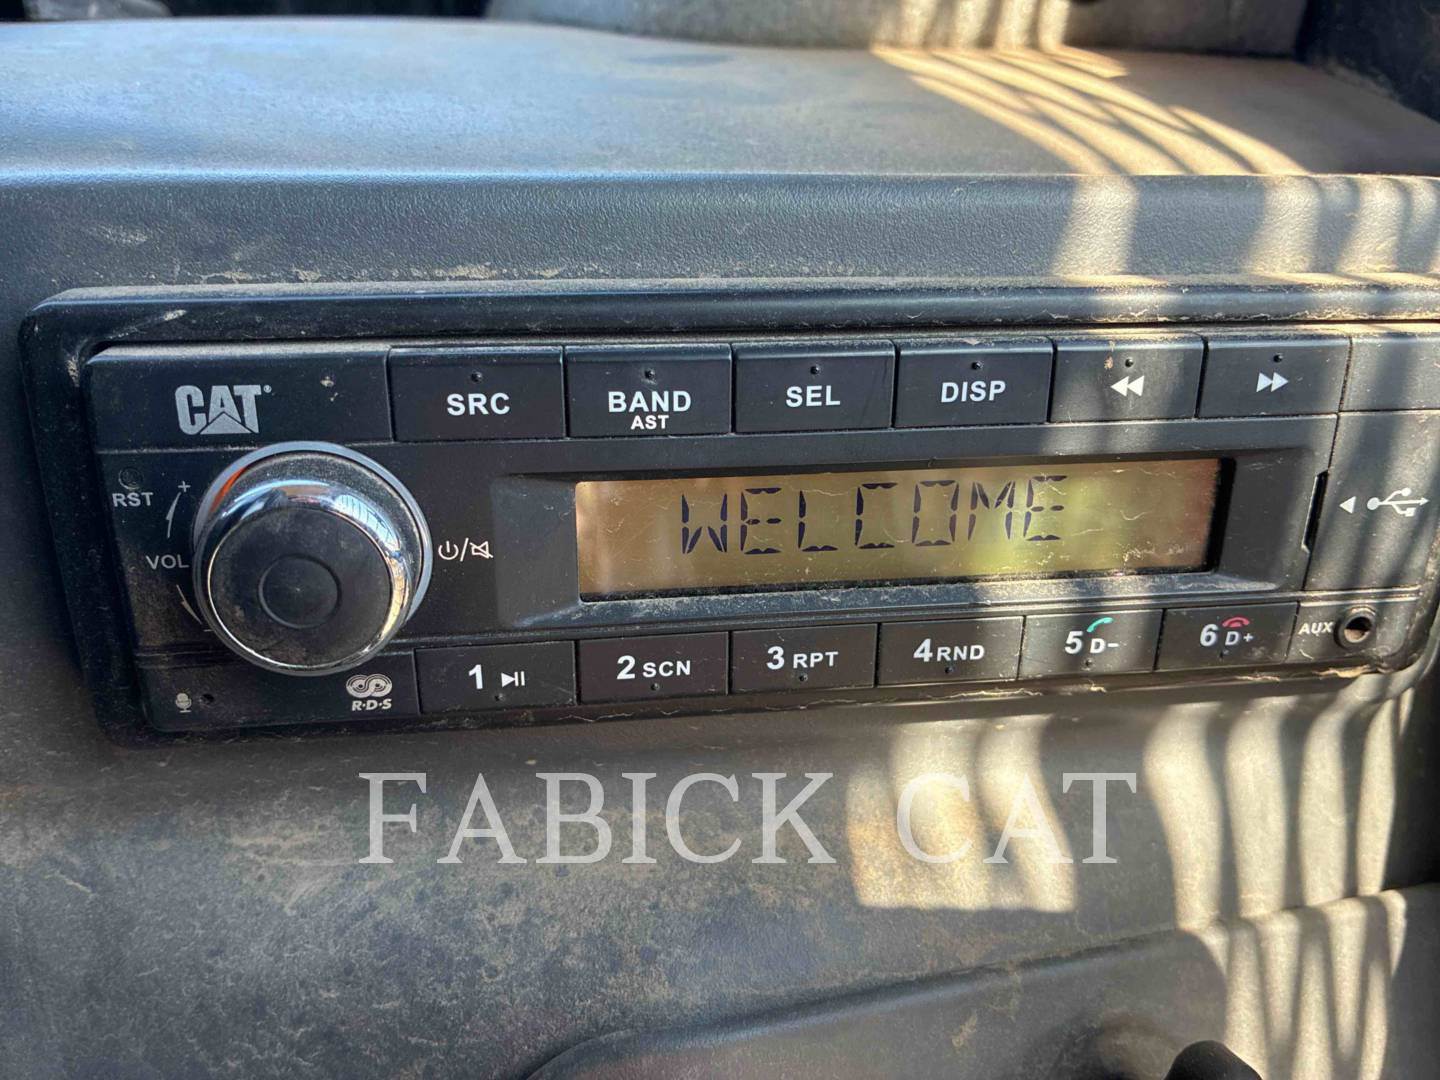 CAT®
SRC
BAND
AST
SEL
DISP
RST
+
VOL
-
WELCOME
1
2 SCN
3 RPT
4 RND
5 D-
6 D+
AUX
R·D·S
FABICK CAT